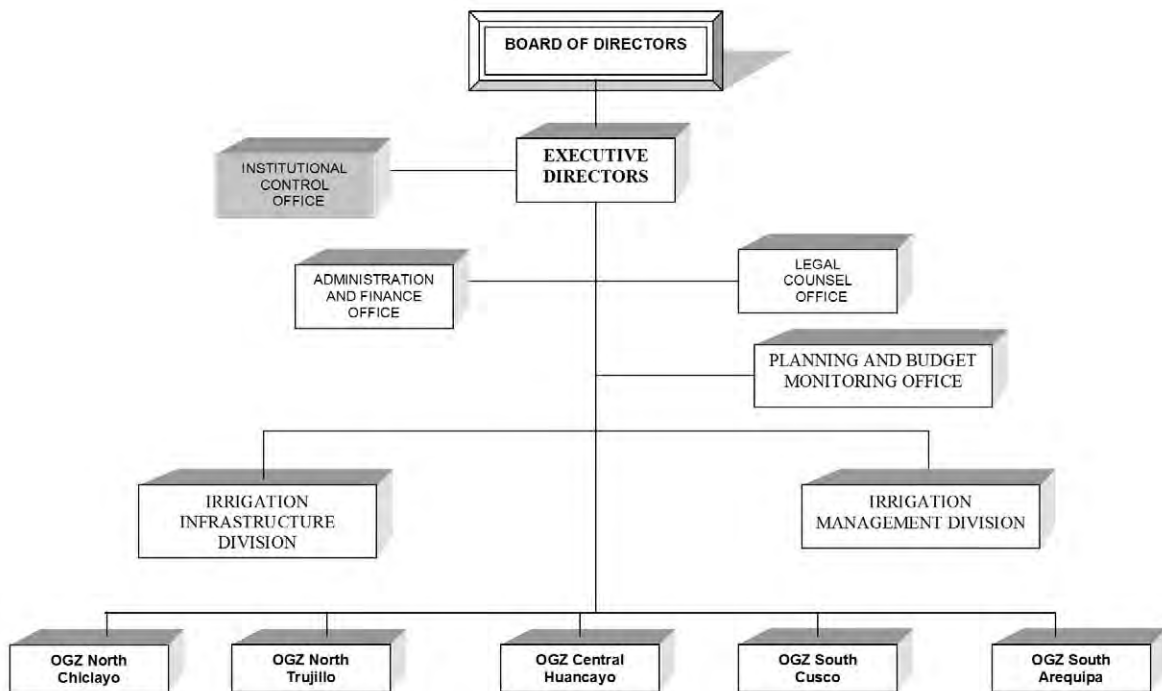 BOARD OF DIRECTORS
EXECUTIVE
DIRECTORS
INSTITUTIONAL
CONTROL
OFFICE
ADMINISTRATION
AND FINANCE
OFFICE
LEGAL
COUNSEL
OFFICE
PLANNING AND BUDGET
MONITORING OFFICE
IRRIGATION
INFRASTRUCTURE
DIVISION
IRRIGATION
MANAGEMENT DIVISION
OGZ North
Chiclayo
OGZ North
Trujillo
OGZ Central
Huancayo
OGZ South
Cusco
OGZ South
Arequipa